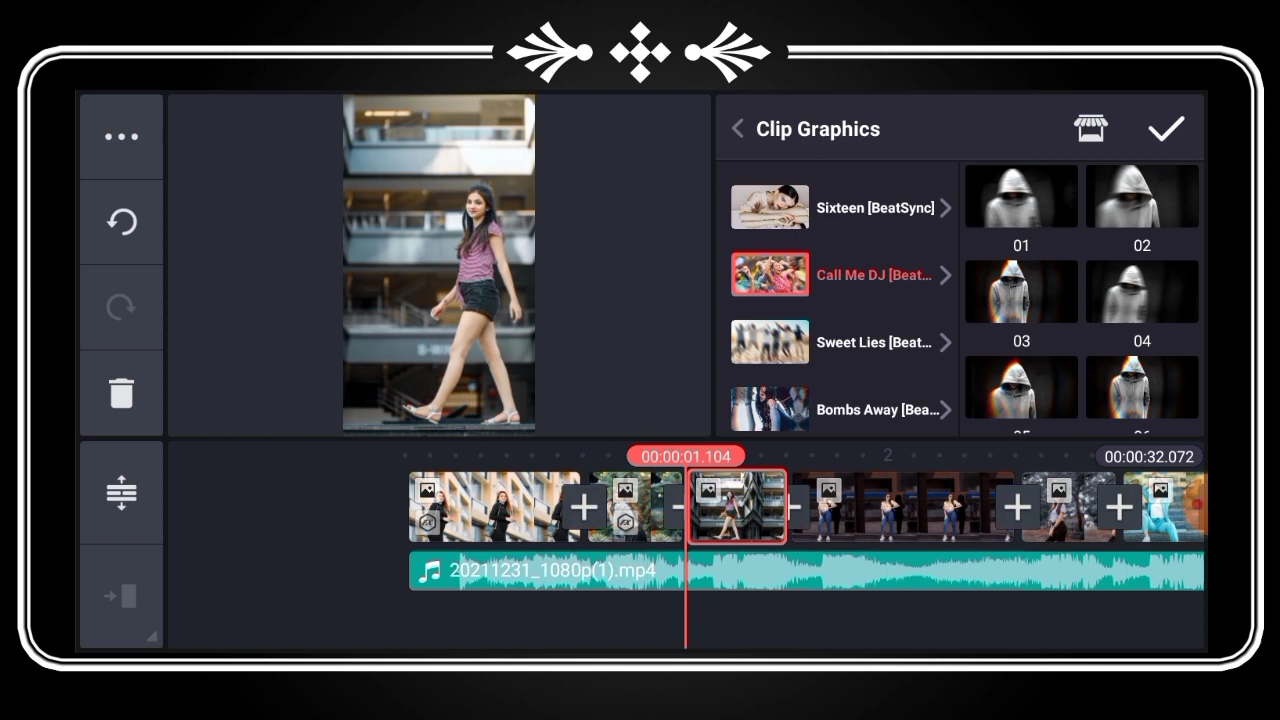 Clip Graphics
Sixteen [BeatSync]
Call Me DJ [Beat...
Sweet Lies [Beat...
Bombs Away [Bea...
01
02
03
04
00:00:01.104
2
00:00:32.072
20211231_1080p(1).mp4